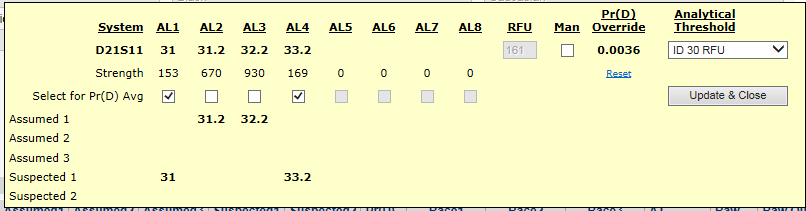 System AL1 AL2 AL3 AL4 AL5 AL6 AL7 AL8 RFU Man Pr(D) Override Analytical Threshold
D21S11 31 31.2 32.2 33.2 161 0.0036 ID 30 RFU
Strength 153 670 930 169 0 0 0 0 Reset
Select for Pr(D) Avg Update & Close
Assumed 1 31.2 32.2
Assumed 2
Assumed 3
Suspected 1 31 33.2
Suspected 2